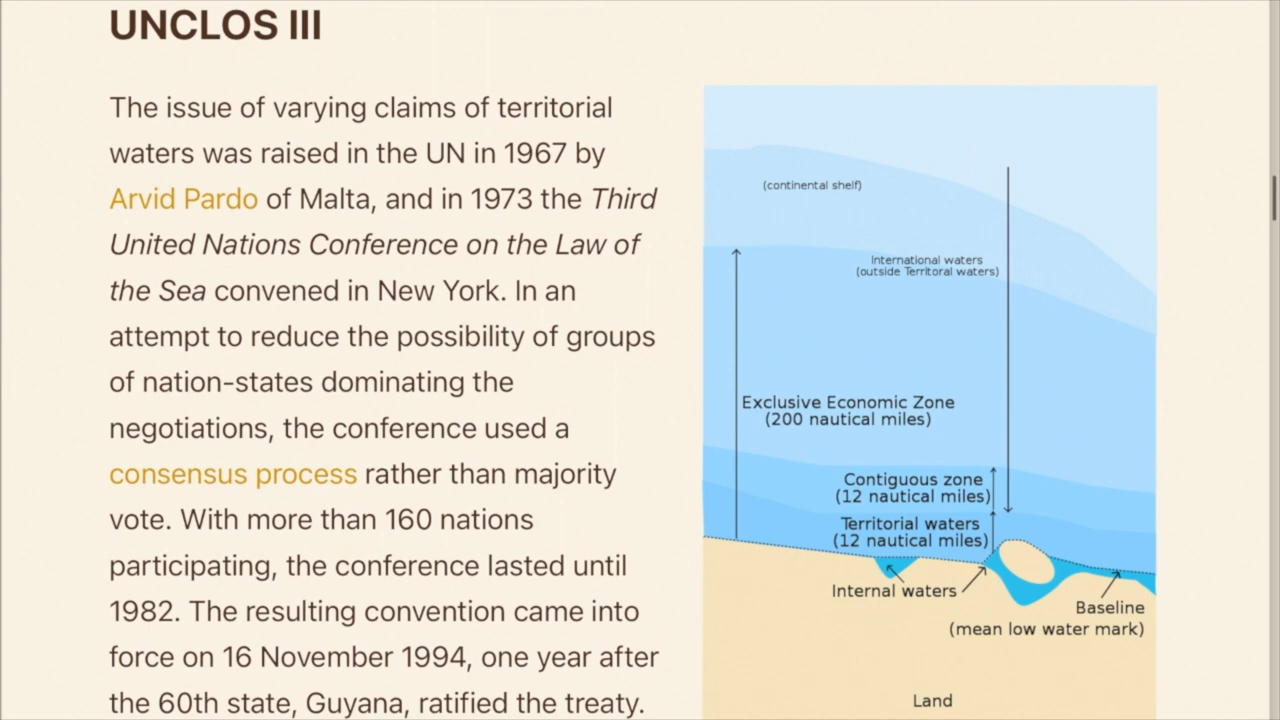 UNCLOS III
The issue of varying claims of territorial
waters was raised in the UN in 1967 by
Arvid Pardo of Malta, and in 1973 the Third
United Nations Conference on the Law of
the Sea convened in New York. In an
attempt to reduce the possibility of groups
of nation-states dominating the
negotiations, the conference used a
consensus process rather than majority
vote. With more than 160 nations
participating, the conference lasted until
1982. The resulting convention came into
force on 16 November 1994, one year after
the 60th state, Guyana, ratified the treaty.
(continental shelf)
International waters
(outside Territoral waters)
Exclusive Economic Zone
(200 nautical miles)
Contiguous zone
(12 nautical miles)
Territorial waters
(12 nautical miles)
Internal waters
Baseline
(mean low water mark)
Land